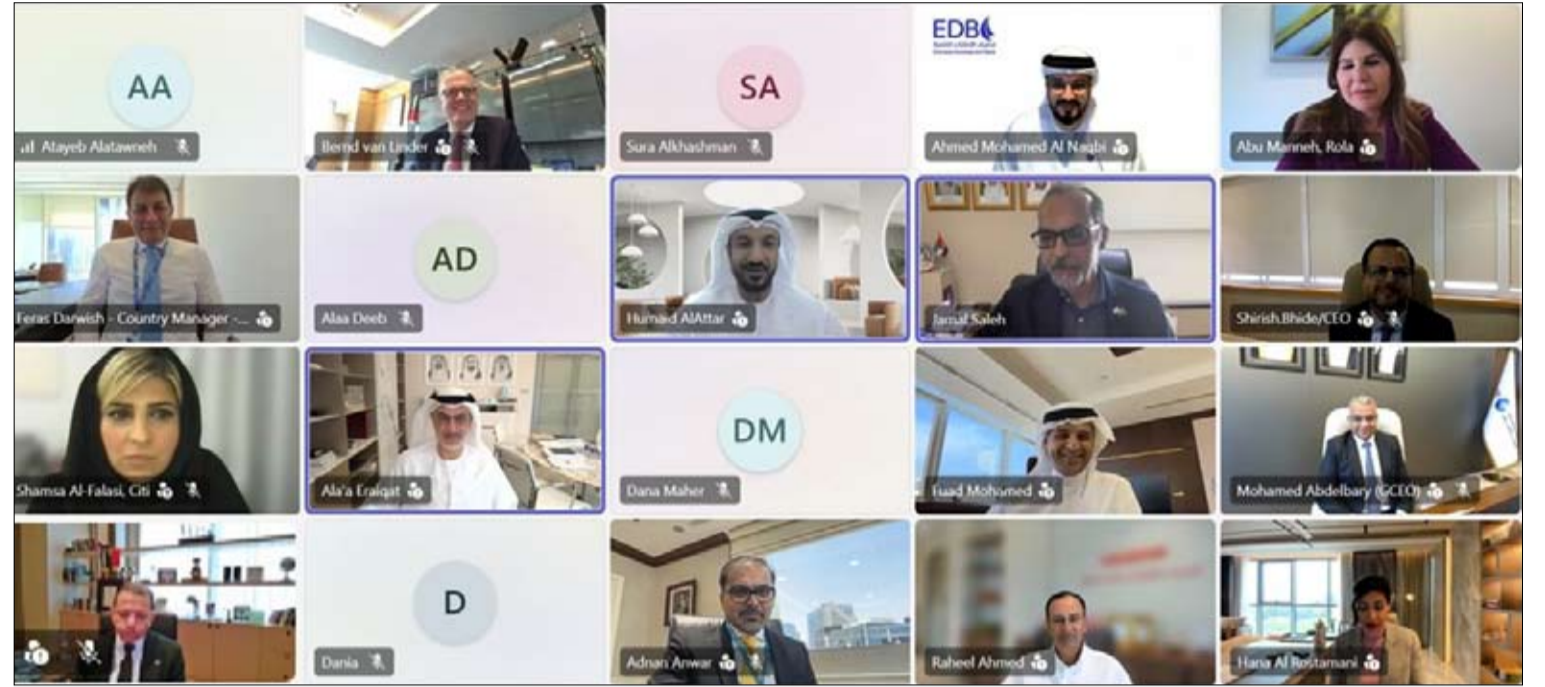 AA
Atayeb Alatawneh
Bernd van Linder
SA
Sura Alkhashman
EDB
Ahmed Mohamed Al Naqbi
Abu Manneh, Rola
Feras Darwish - Country Manager -...
AD
Alaa Deeb
Humaid AlAttar
Jamal Saleh
Shirish.Bhide/CEO
Shamsa Al-Falasi, Citi
Ala'a Eraiqat
DM
Dana Maher
Fuad Mohamed
Mohamed Abdelbary (GCEO)
D
Dania
Adnan Anwar
Raheel Ahmed
Hana Al Rostamani